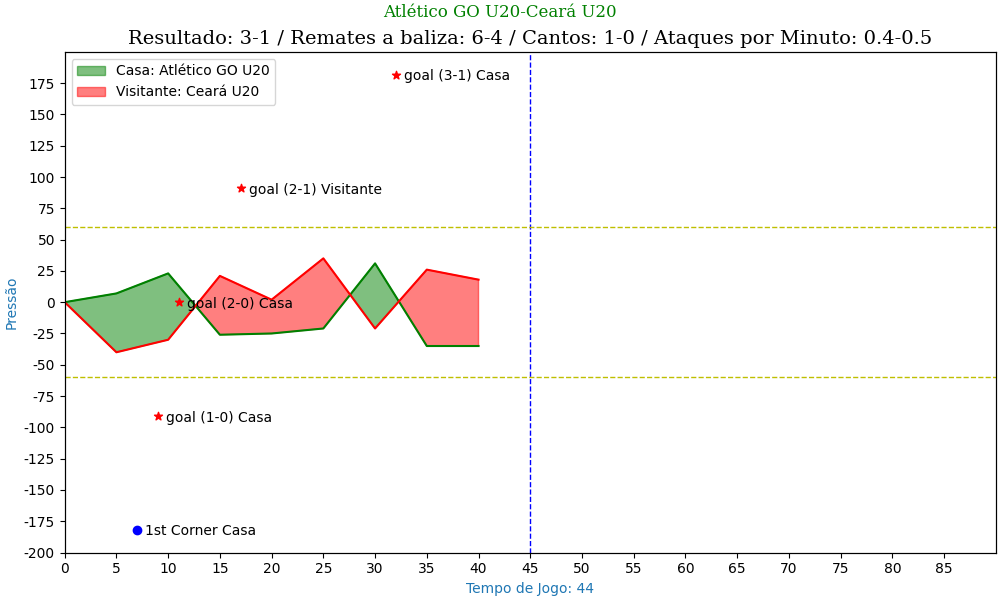 Atlético GO U20-Ceará U20
Resultado: 3-1 / Remates a baliza: 6-4 / Cantos: 1-0 / Ataques por Minuto: 0.4-0.5
Casa: Atlético GO U20
Visitante: Ceará U20
goal (3-1) Casa
goal (2-1) Visitante
goal (2-0) Casa
goal (1-0) Casa
1st Corner Casa
Pressão
175
150
125
100
75
50
25
0
-25
-50
-75
-100
-125
-150
-175
-200
0 5 10 15 20 25 30 35 40 45 50 55 60 65 70 75 80 85
Tempo de Jogo: 44